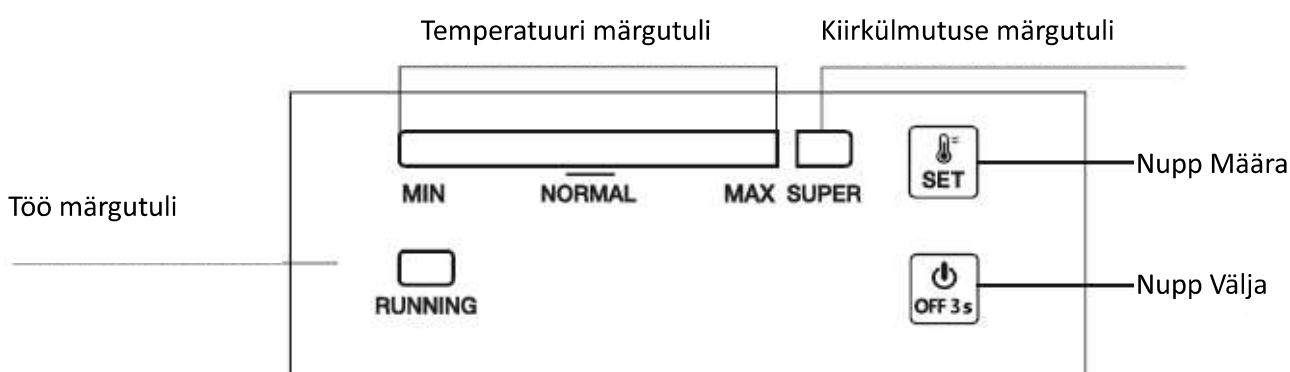 Temperatuuri märgutuli
Kiirkülmutuse märgutuli
MIN
NORMAL
MAX
SUPER
SET
Nupp Määra
Töö märgutuli
RUNNING
OFF 3s
Nupp Välja